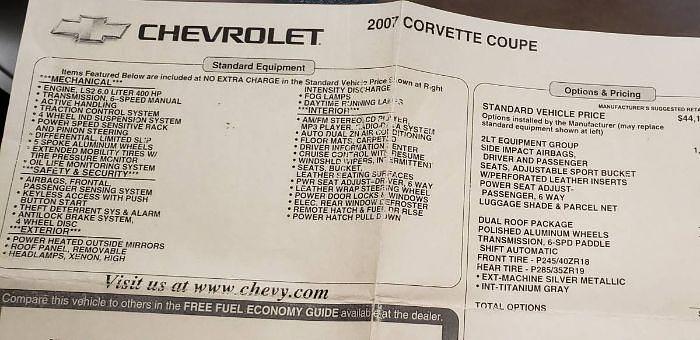 CHEVROLET
2007 CORVETTE COUPE
Standard Equipment
Items Featured Below are included at NO EXTRA CHARGE in the Standard Vehicle Price Shown at Right
***MECHANICAL***
• ENGINE, LS2 6.0 LITER 400 HP
• TRANSMISSION, 6-SPEED MANUAL
• ACTIVE HANDLING
• TRACTION CONTROL SYSTEM
• 4 WHEEL IND SUSPENSION SYSTEM
• POWER SPEED SENSITIVE RACK
AND PINION STEERING
• DIFFERENTIAL, LIMITED SLIP
• 5 SPOKE ALUMINUM WHEELS
• EXTENDED MOBILITY TIRES W/
TIRE PRESSURE MONITOR
• OIL LIFE MONITORING SYSTEM
***SAFETY & SECURITY***
• AIRBAGS, FRONTAL,
PASSENGER SENSING SYSTEM
• KEYLESS ACCESS WITH PUSH
BUTTON START
• THEFT DETERRENT SYS & ALARM
• ANTILOCK BRAKE SYSTEM,
4 WHEEL DISC
***EXTERIOR***
• POWER HEATED OUTSIDE MIRRORS
• ROOF PANEL, REMOVABLE
• HEADLAMPS, XENON, HIGH
INTENSITY DISCHARGE
• FOG LAMPS
• DAYTIME RUNNING LAMPS
***INTERIOR***
• AM/FM STEREO, CD PLAYER,
MP3 PLAYER, SYSTEM
• AUTO DUAL ZN AIR CONDITIONING
• FLOOR MATS, CARPET
• DRIVER INFORMATION CENTER
• CRUISE CONTROL WITH RESUME
• WINDSHLD WIPERS, INTERMITTENT
• SEATS, BUCKET,
LEATHER SEATING SURFACES
• PWR SEAT ADJUST-DRIVER, 6 WAY
• LEATHER WRAP STEERING WHEEL
• POWER DOOR LOCKS & WINDOWS
• ELEC. REAR WINDOW DEFROSTER
• REMOTE HATCH & FUEL DR RLSE
• POWER HATCH PULL DOWN
Visit us at www.chevy.com
Compare this vehicle to others in the FREE FUEL ECONOMY GUIDE available at the dealer.
Options & Pricing
MANUFACTURER'S SUGGESTED RETA
STANDARD VEHICLE PRICE $44,1
Options installed by the Manufacturer (may replace
standard equipment shown at left)
2LT EQUIPMENT GROUP 1,
SIDE IMPACT AIRBAGS,
DRIVER AND PASSENGER
SEATS, ADJUSTABLE SPORT BUCKET
W/PERFORATED LEATHER INSERTS
POWER SEAT ADJUST-
PASSENGER, 6 WAY
LUGGAGE SHADE & PARCEL NET
DUAL ROOF PACKAGE
POLISHED ALUMINUM WHEELS
TRANSMISSION, 6-SPD PADDLE
SHIFT AUTOMATIC
FRONT TIRE - P245/40ZR18
REAR TIRE - P285/35ZR19
• EXT-MACHINE SILVER METALLIC
• INT-TITANIUM GRAY
TOTAL OPTIONS